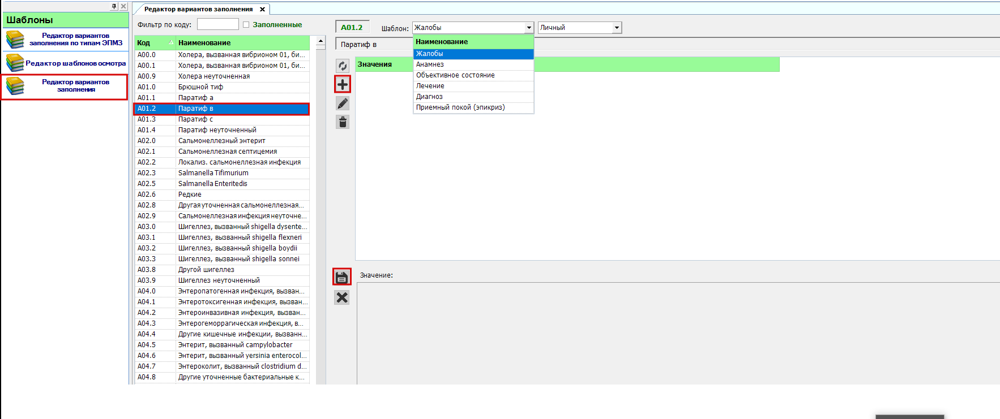 Шаблоны
Редактор вариантов
заполнения по типам ЭПМЗ
Редактор шаблонов осмотра
Редактор вариантов
заполнения
Редактор вариантов заполнения
Фильтр по коду:
Заполненные
Код Наименование
A00.0 Холера, вызванная вибрионом 01, би...
A00.1 Холера, вызванная вибрионом 01, би...
A00.9 Холера неуточненная
A01.0 Брюшной тиф
A01.1 Паратиф а
A01.2 Паратиф в
A01.3 Паратиф с
A01.4 Паратиф неуточненный
A02.0 Сальмонеллезный энтерит
A02.1 Сальмонеллезная септицемия
A02.2 Локализ. сальмонеллезная инфекция
A02.3 Salmanella Tifimurium
A02.5 Salmanella Enteritedis
A02.6 Редкие
A02.8 Другая уточненная сальмонеллезная...
A02.9 Сальмонеллезная инфекция неуточне...
A03.0 Шигеллез, вызванный shigella dysente...
A03.1 Шигеллез, вызванный shigella flexneri
A03.2 Шигеллез, вызванный shigella boydii
A03.3 Шигеллез, вызванный shigella sonnei
A03.8 Другой шигеллез
A03.9 Шигеллез неуточненный
A04.0 Энтеропатогенная инфекция, вызван...
A04.1 Энтеротоксигенная инфекция, вызван...
A04.2 Энтероинвазивная инфекция, вызван...
A04.3 Энтерогеморрагическая инфекция, в...
A04.4 Другие кишечные инфекции, вызванн...
A04.5 Энтерит, вызванный campylobacter
A04.6 Энтерит, вызванный yersinia enterocol...
A04.7 Энтероколит, вызванный clostridium d...
A04.8 Другие уточненные бактериальные к...
A01.2 Шаблон: Жалобы Личный
Паратиф в
Наименование
Жалобы
Анамнез
Объективное состояние
Лечение
Диагноз
Приемный покой (эпикриз)
Значения
Значение: